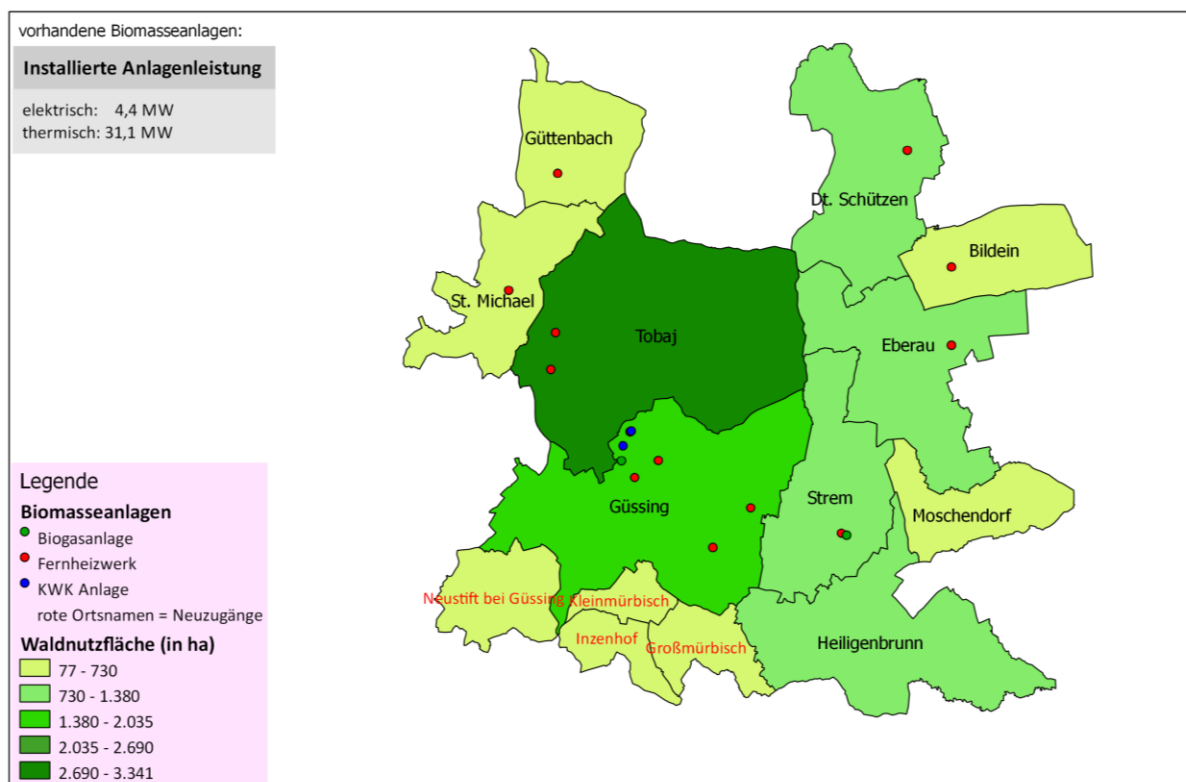 vorhandene Biomasseanlagen:
Installierte Anlagenleistung
elektrisch: 4,4 MW
thermisch: 31,1 MW
Güttenbach
Dt. Schützen
Bildein
St. Michael
Tobaj
Eberau
Güssing
Strem
Moschendorf
Neustift bei Güssing
Kleinmürbisch
Inzenhof
Großmürbisch
Heiligenbrunn
Legende
Biomasseanlagen
Biogasanlage
Fernheizwerk
KWK Anlage
rote Ortsnamen = Neuzugänge
Waldnutzfläche (in ha)
77 - 730
730 - 1.380
1.380 - 2.035
2.035 - 2.690
2.690 - 3.341